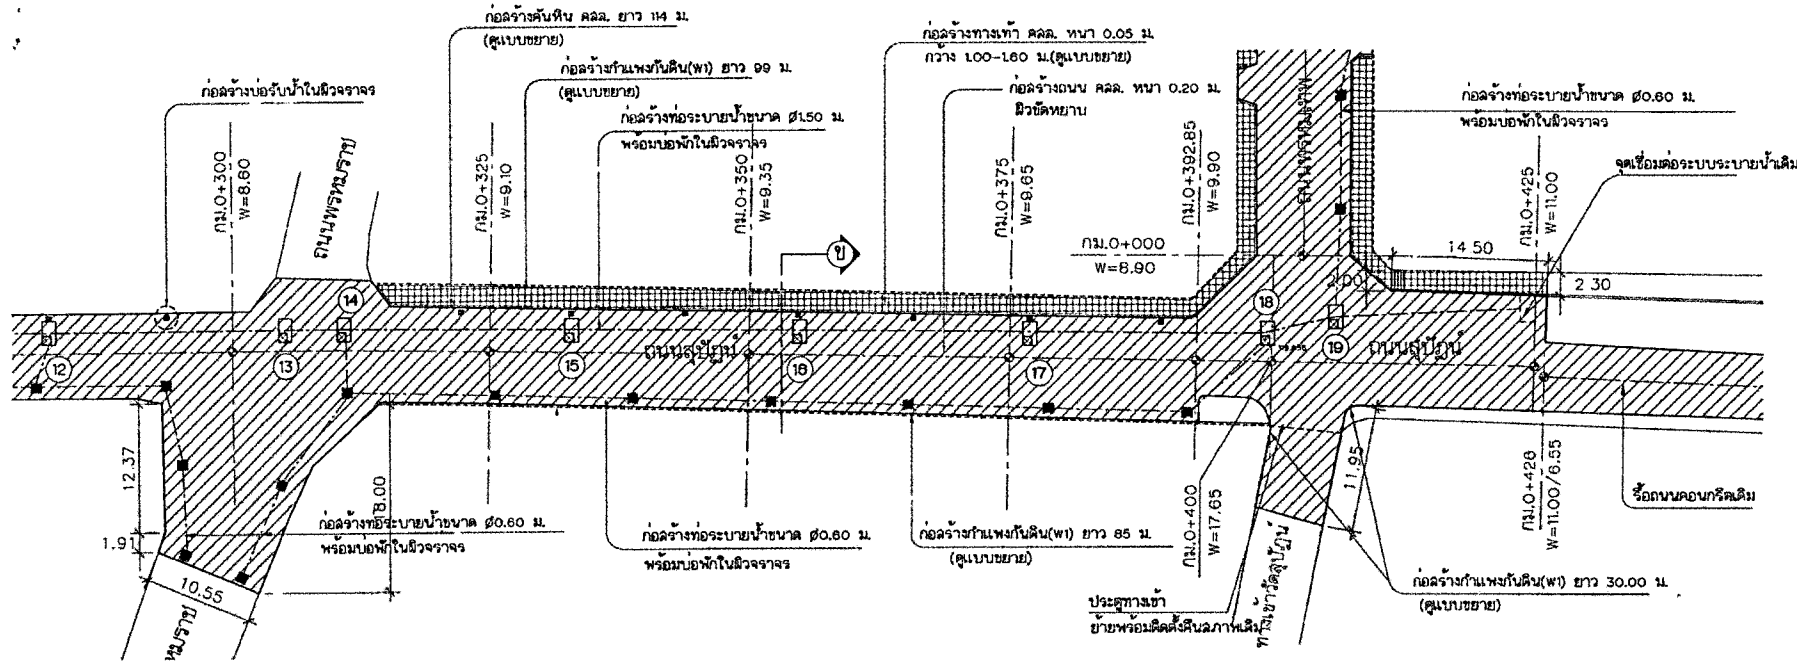 ก่อสร้างคันหิน คสล. ยาว 114 ม.
(ดูแบบขยาย)
ก่อสร้างทางเท้า คสล. หนา 0.05 ม.
กว้าง 1.00-1.60 ม.(ดูแบบขยาย)
ก่อสร้างกำแพงกันดิน(W1) ยาว 99 ม.
(ดูแบบขยาย)
ก่อสร้างบ่อรับน้ำในผิวจราจร
ก่อสร้างถนน คสล. หนา 0.20 ม.
ผิวขัดหยาบ
ก่อสร้างท่อระบายน้ำขนาด Ø0.60 ม.
พร้อมบ่อพักในผิวจราจร
ก่อสร้างท่อระบายน้ำขนาด Ø1.50 ม.
พร้อมบ่อพักในผิวจราจร
จุดเชื่อมต่อระบบระบายน้ำเดิม
กม.0+300
W=8.60
ถนนพรหมราช
กม.0+325
W=9.10
กม.0+350
W=9.35
ข
กม.0+375
W=9.65
กม.0+392.85
W=9.90
กม.0+000
W=8.90
ถนนพรหมเทพ
14.50
กม.0+425
W=11.00
2.00
2.30
12
13
14
15
ถนนสุปัฏน์
16
17
18
19
ถนนสุปัฏน์
12.37
1.91
10.55
18.00
หมราช
ก่อสร้างท่อระบายน้ำขนาด Ø0.60 ม.
พร้อมบ่อพักในผิวจราจร
ก่อสร้างท่อระบายน้ำขนาด Ø0.60 ม.
พร้อมบ่อพักในผิวจราจร
ก่อสร้างกำแพงกันดิน(W1) ยาว 85 ม.
(ดูแบบขยาย)
กม.0+400
W=17.65
11.95
กม.0+426
W=11.00/6.55
รื้อถนนคอนกรีตเดิม
ประตูทางเข้า
ย้ายพร้อมติดตั้งคืนสภาพเดิม
ทางเข้าวัดสุปัฏน์
ก่อสร้างกำแพงกันดิน(W1) ยาว 30.00 ม.
(ดูแบบขยาย)